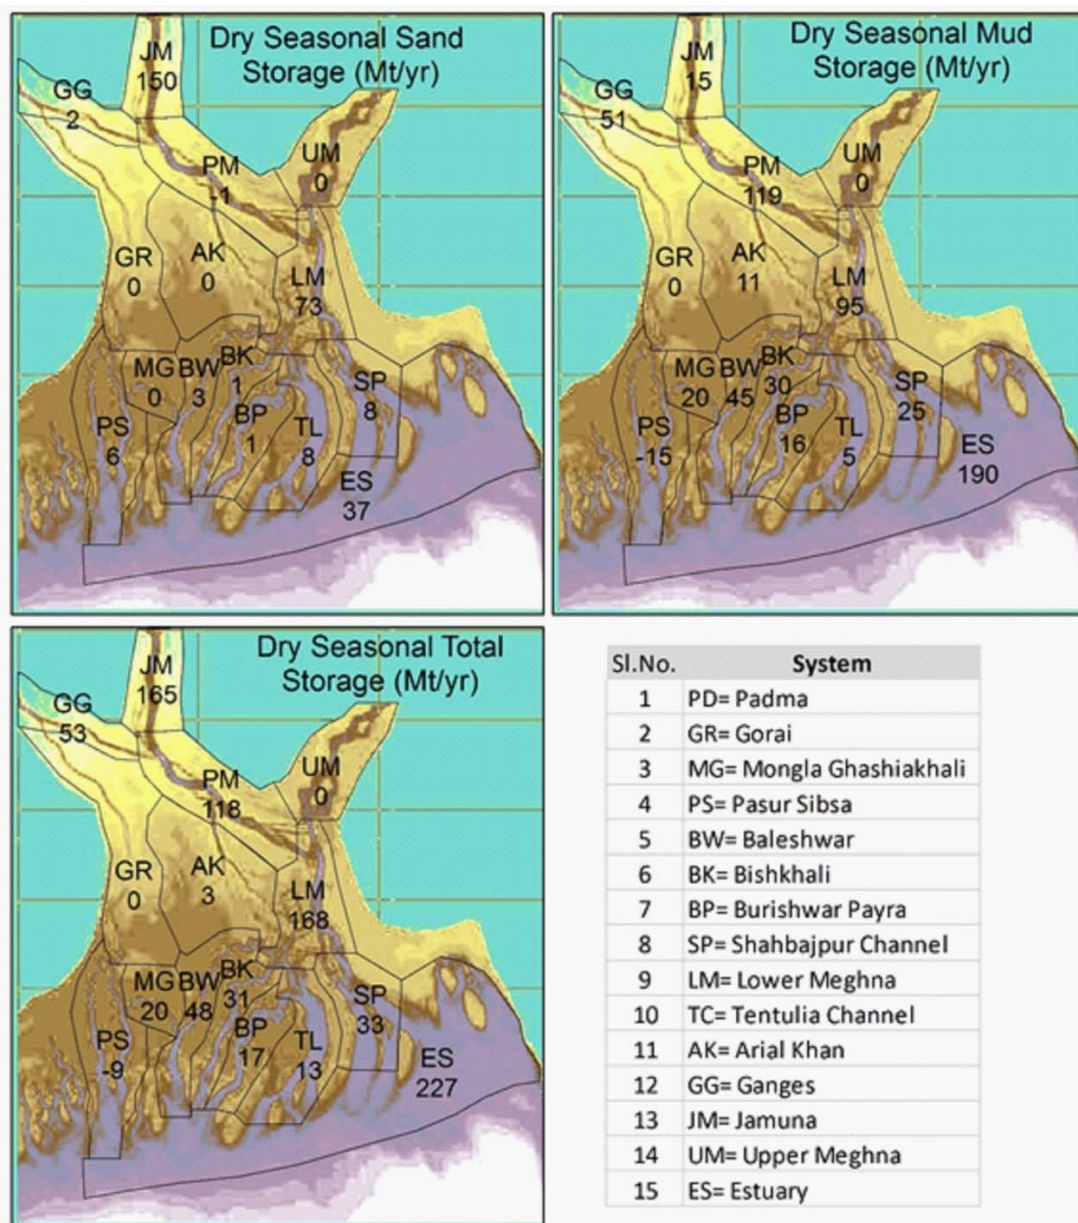 Dry Seasonal Sand
Storage (Mt/yr)
JM
150
GG
2
PM
-1
UM
0
GR
0
AK
0
LM
73
MG
0
BW
3
BK
1
BP
1
PS
6
TL
8
SP
8
ES
37
Dry Seasonal Mud
Storage (Mt/yr)
JM
15
GG
51
PM
119
UM
0
GR
0
AK
11
LM
95
MG
20
BW
45
BK
30
BP
16
PS
-15
TL
5
SP
25
ES
190
Dry Seasonal Total
Storage (Mt/yr)
JM
165
GG
53
PM
118
UM
0
GR
0
AK
3
LM
168
MG
20
BW
48
BK
31
BP
17
PS
-9
TL
13
SP
33
ES
227
Sl.No. System
1 PD= Padma
2 GR= Gorai
3 MG= Mongla Ghashiakhali
4 PS= Pasur Sibsa
5 BW= Baleshwar
6 BK= Bishkhali
7 BP= Burishwar Payra
8 SP= Shahbajpur Channel
9 LM= Lower Meghna
10 TC= Tentulia Channel
11 AK= Arial Khan
12 GG= Ganges
13 JM= Jamuna
14 UM= Upper Meghna
15 ES= Estuary